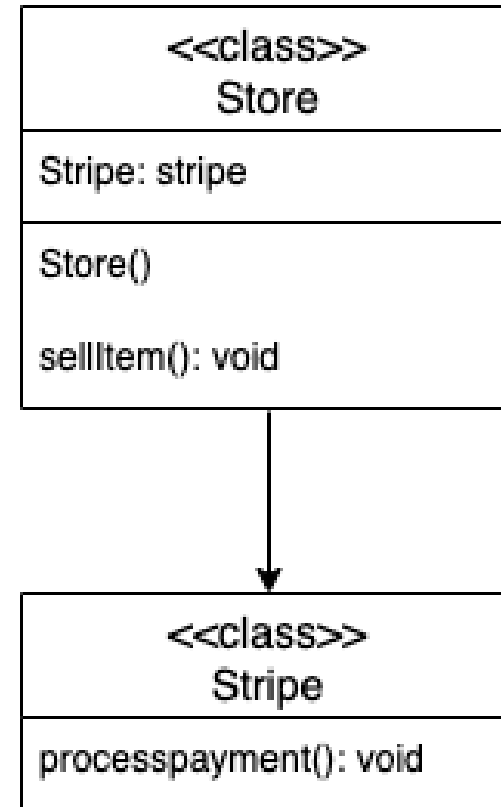 <<class>>
Store
Stripe: stripe
Store()
sellItem(): void
<<class>>
Stripe
processpayment(): void